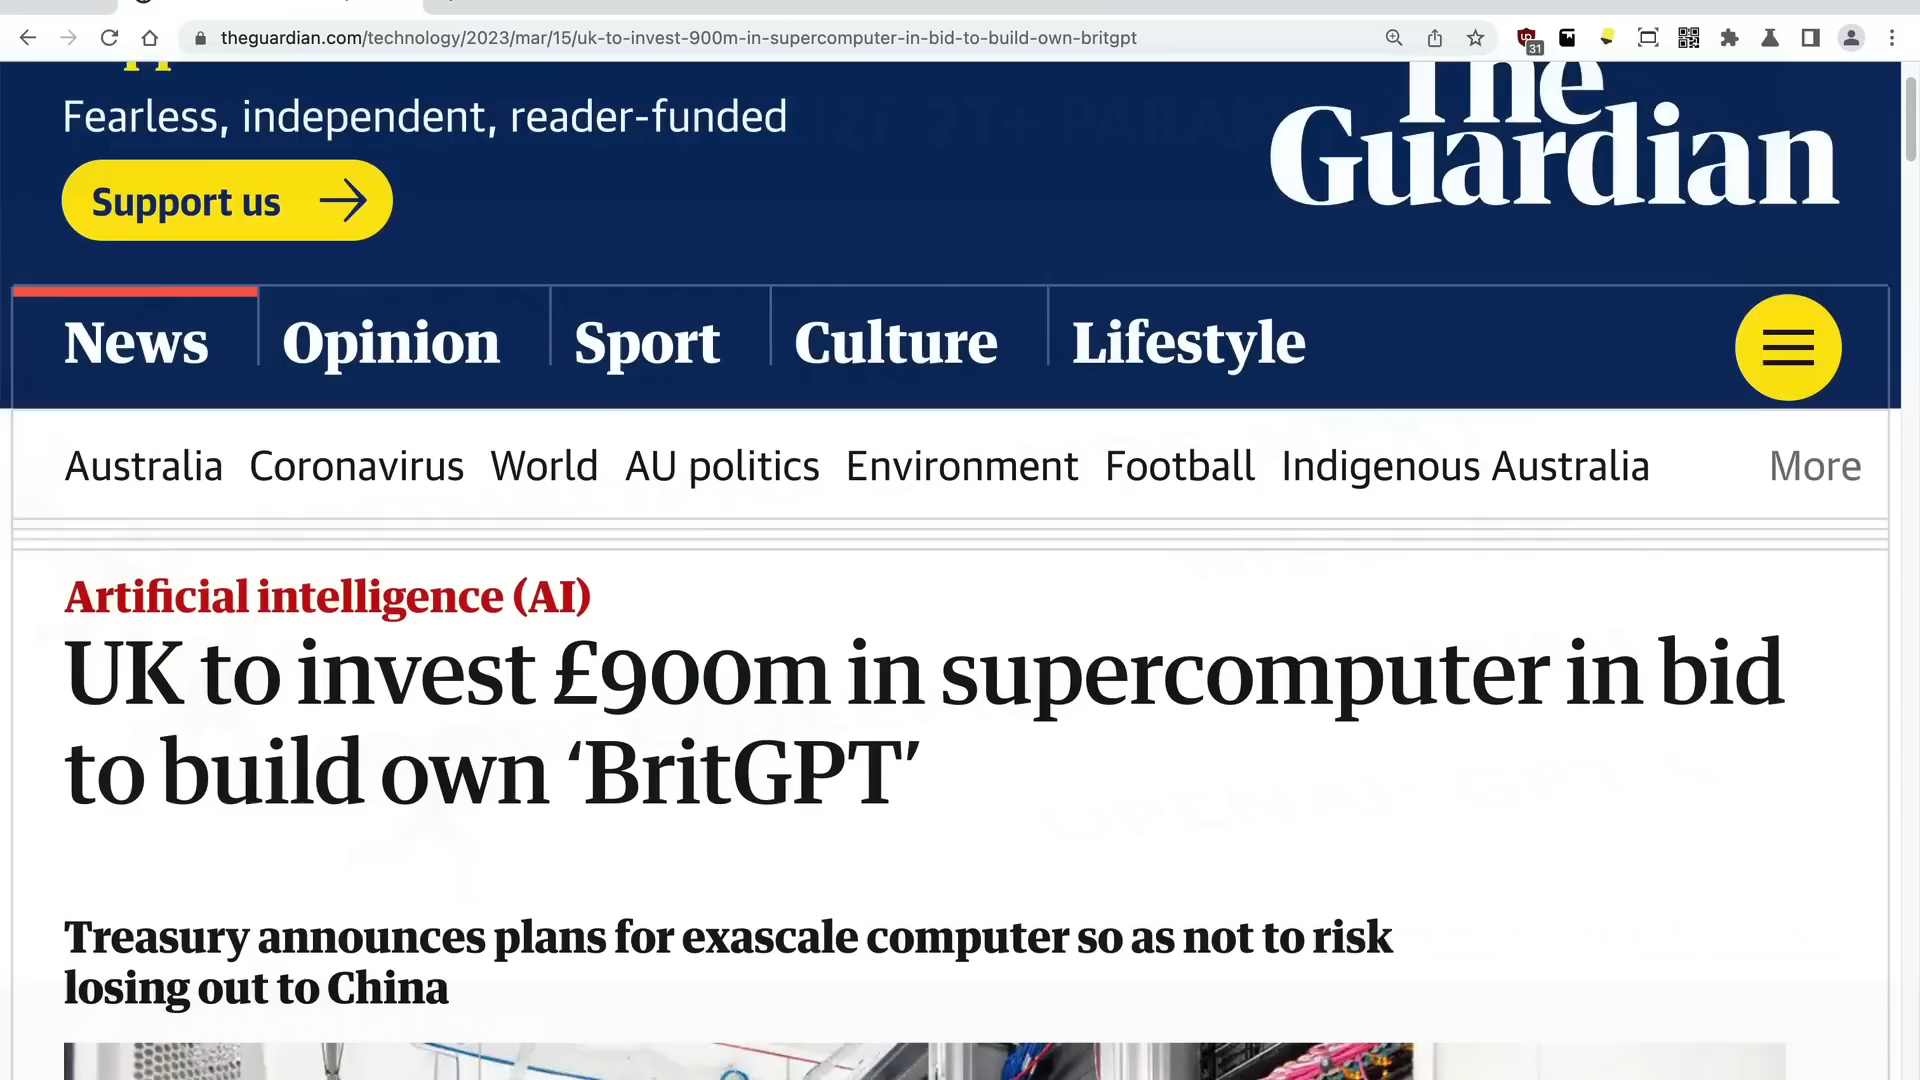 theguardian.com/technology/2023/mar/15/uk-to-invest-900m-in-supercomputer-in-bid-to-build-own-britgpt
31
Fearless, independent, reader-funded
The
Guardian
Support us
News Opinion Sport Culture Lifestyle
Australia Coronavirus World AU politics Environment Football Indigenous Australia More
Artificial intelligence (AI)
UK to invest £900m in supercomputer in bid
to build own ‘BritGPT’
Treasury announces plans for exascale computer so as not to risk
losing out to China